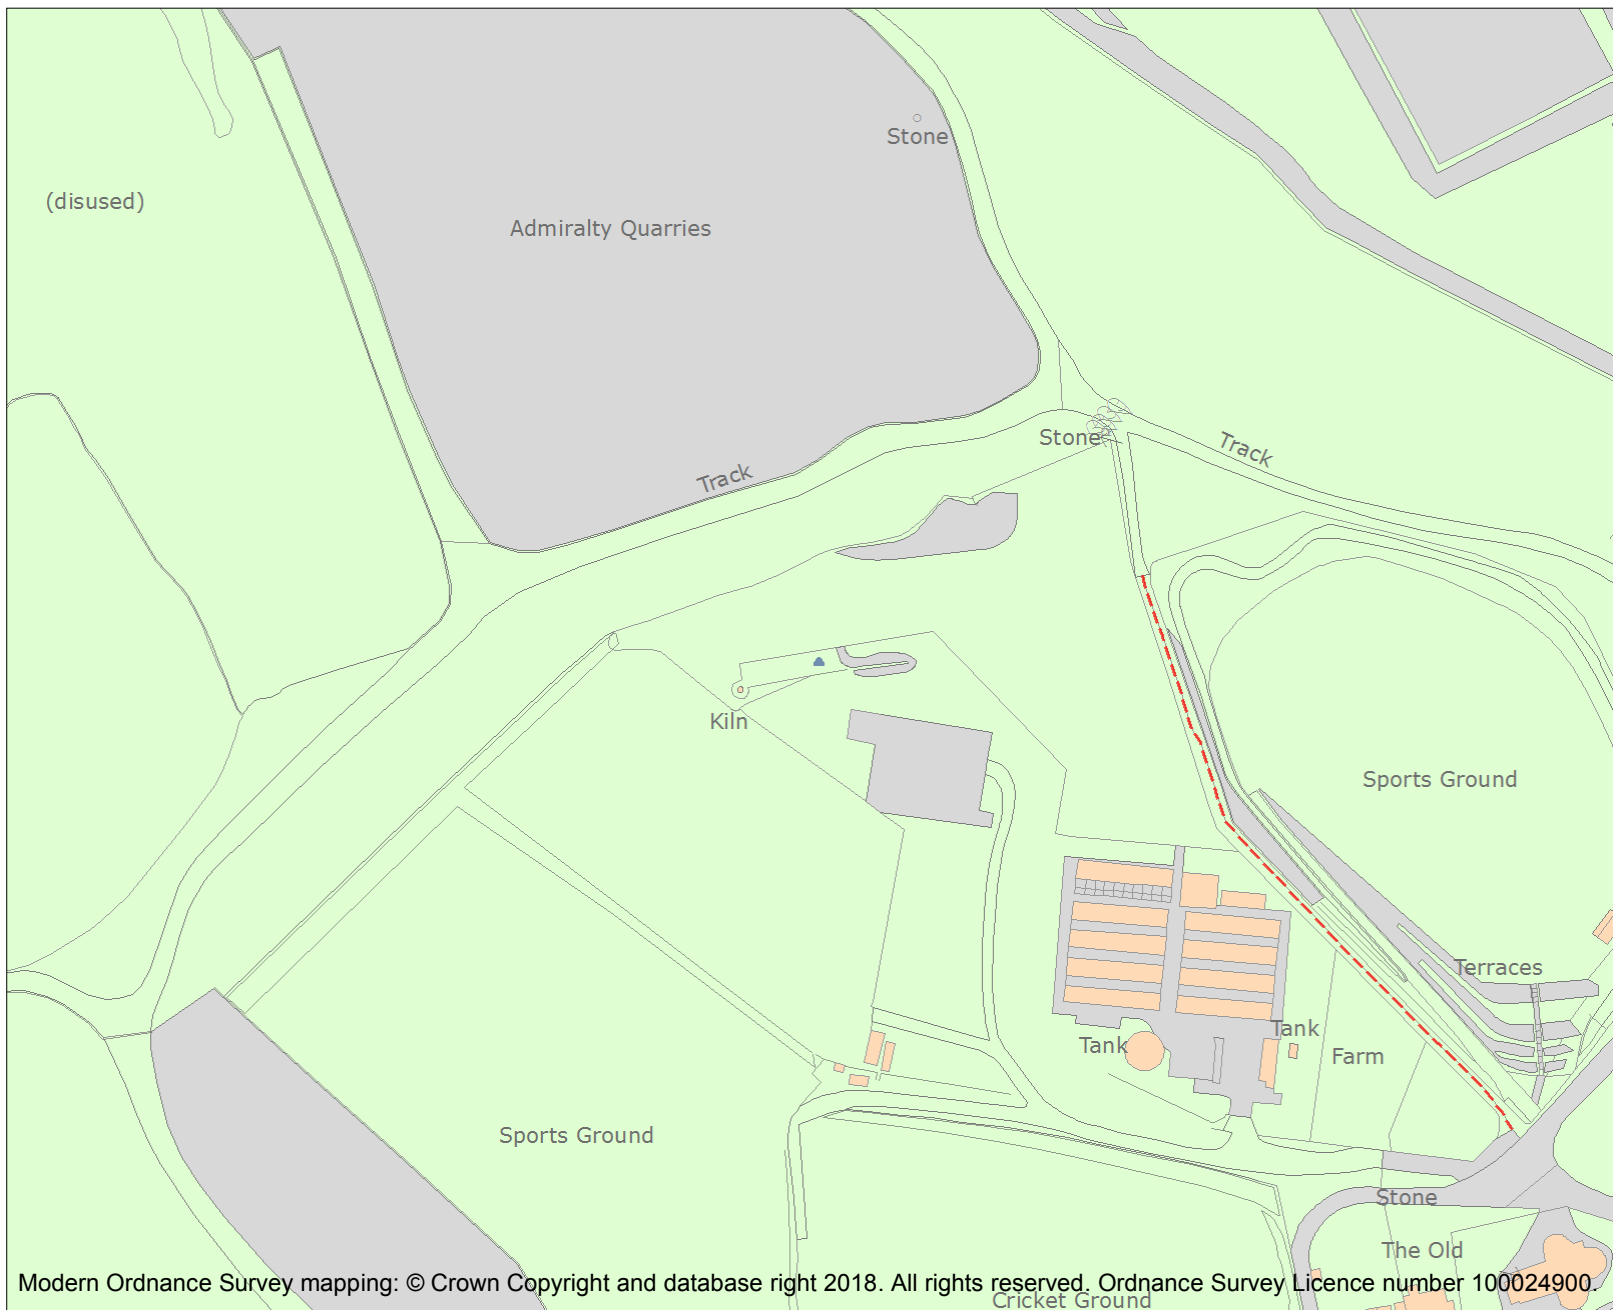 Stone
(disused)
Admiralty Quarries
Stone
Track
Track
Kiln
Sports Ground
Terraces
Tank
Tank
Farm
Sports Ground
Stone
The Old
Modern Ordnance Survey mapping: © Crown Copyright and database right 2018. All rights reserved. Ordnance Survey Licence number 100024900.
Cricket Ground